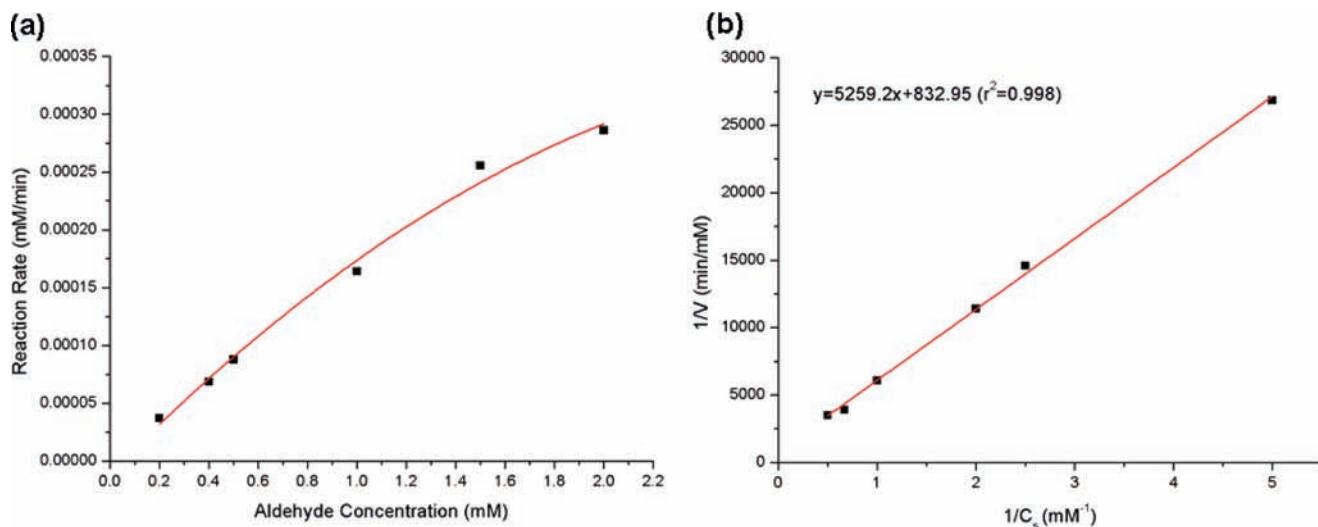 (a)
0.00035
0.00030
0.00025
0.00020
0.00015
0.00010
0.00005
0.00000
Reaction Rate (mM/min)
0.0 0.2 0.4 0.6 0.8 1.0 1.2 1.4 1.6 1.8 2.0 2.2
Aldehyde Concentration (mM)
(b)
30000
25000
20000
15000
10000
5000
0
1/V (min/mM)
y=5259.2x+832.95 (r²=0.998)
0 1 2 3 4 5
1/Cₛ (mM⁻¹)